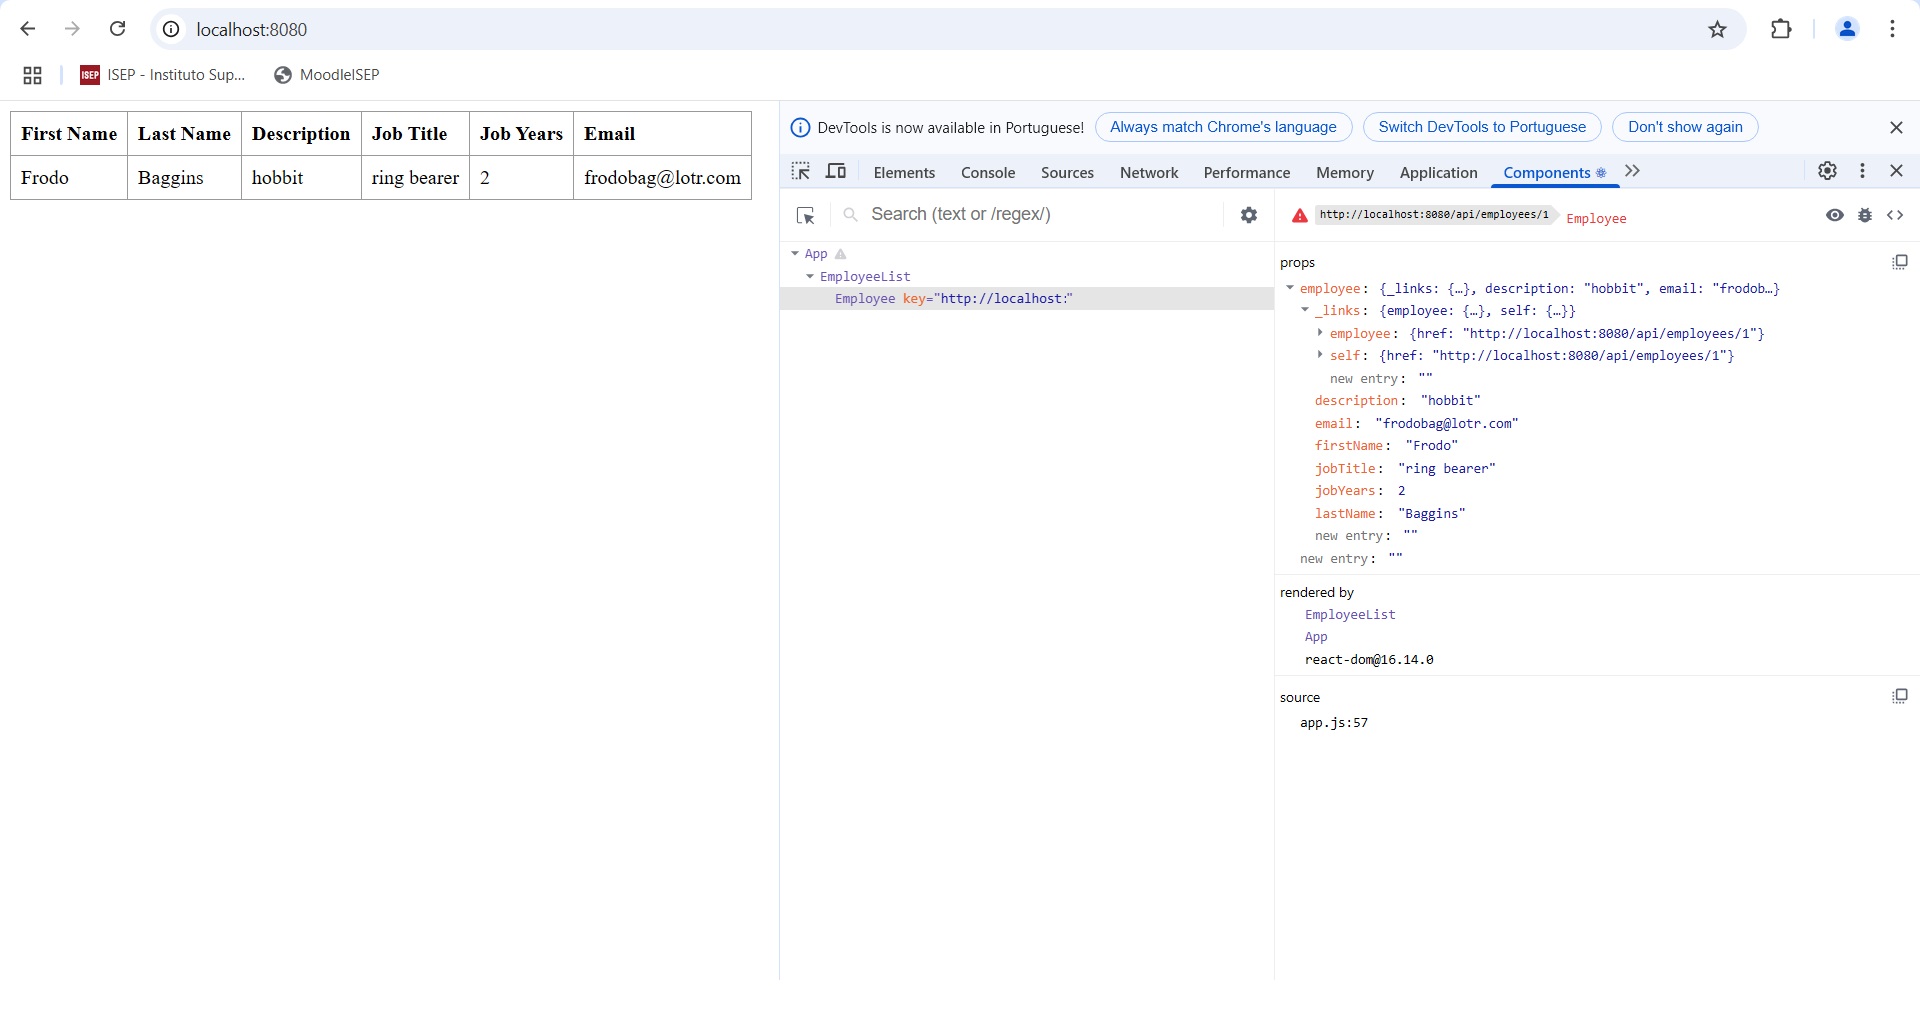 localhost:8080
ISEP ISEP - Instituto Sup... MoodleISEP
First Name Last Name Description Job Title Job Years Email
Frodo Baggins hobbit ring bearer 2 frodobag@lotr.com
DevTools is now available in Portuguese! Always match Chrome's language Switch DevTools to Portuguese Don't show again
Elements Console Sources Network Performance Memory Application Components
Search (text or /regex/)
App
EmployeeList
Employee key="http://localhost:"
http://localhost:8080/api/employees/1 Employee
props
employee: {_links: {…}, description: "hobbit", email: "frodob…}
_links: {employee: {…}, self: {…}}
employee: {href: "http://localhost:8080/api/employees/1"}
self: {href: "http://localhost:8080/api/employees/1"}
new entry: ""
description: "hobbit"
email: "frodobag@lotr.com"
firstName: "Frodo"
jobTitle: "ring bearer"
jobYears: 2
lastName: "Baggins"
new entry: ""
new entry: ""
rendered by
EmployeeList
App
react-dom@16.14.0
source
app.js:57